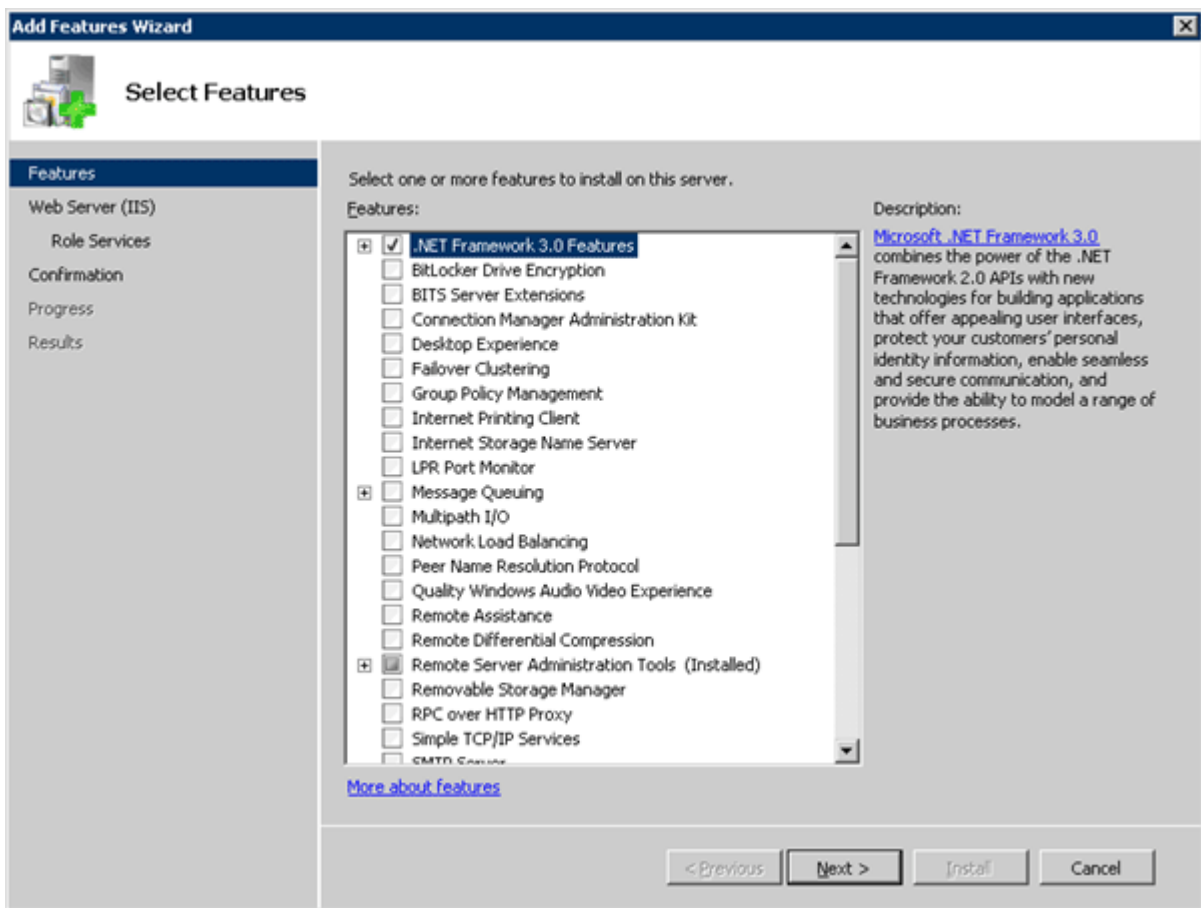 Add Features Wizard
Select Features
Features
Web Server (IIS)
Role Services
Confirmation
Progress
Results
Select one or more features to install on this server.
Features:
.NET Framework 3.0 Features
BitLocker Drive Encryption
BITS Server Extensions
Connection Manager Administration Kit
Desktop Experience
Failover Clustering
Group Policy Management
Internet Printing Client
Internet Storage Name Server
LPR Port Monitor
Message Queuing
Multipath I/O
Network Load Balancing
Peer Name Resolution Protocol
Quality Windows Audio Video Experience
Remote Assistance
Remote Differential Compression
Remote Server Administration Tools (Installed)
Removable Storage Manager
RPC over HTTP Proxy
Simple TCP/IP Services
SMTP Server
More about features
Description:
Microsoft .NET Framework 3.0
combines the power of the .NET
Framework 2.0 APIs with new
technologies for building applications
that offer appealing user interfaces,
protect your customers' personal
identity information, enable seamless
and secure communication, and
provide the ability to model a range of
business processes.
< Previous
Next >
Install
Cancel